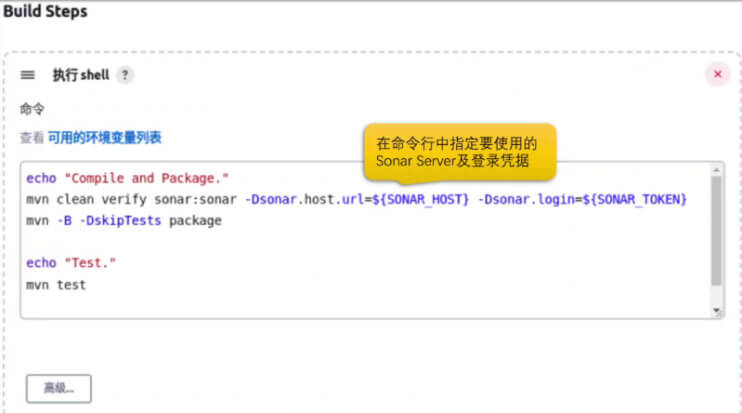 Build Steps
执行 shell ?
命令
查看 可用的环境变量列表
在命令行中指定要使用的
Sonar Server及登录凭据
echo "Compile and Package."
mvn clean verify sonar:sonar -Dsonar.host.url=${SONAR_HOST} -Dsonar.login=${SONAR_TOKEN}
mvn -B -DskipTests package
echo "Test."
mvn test
高级...